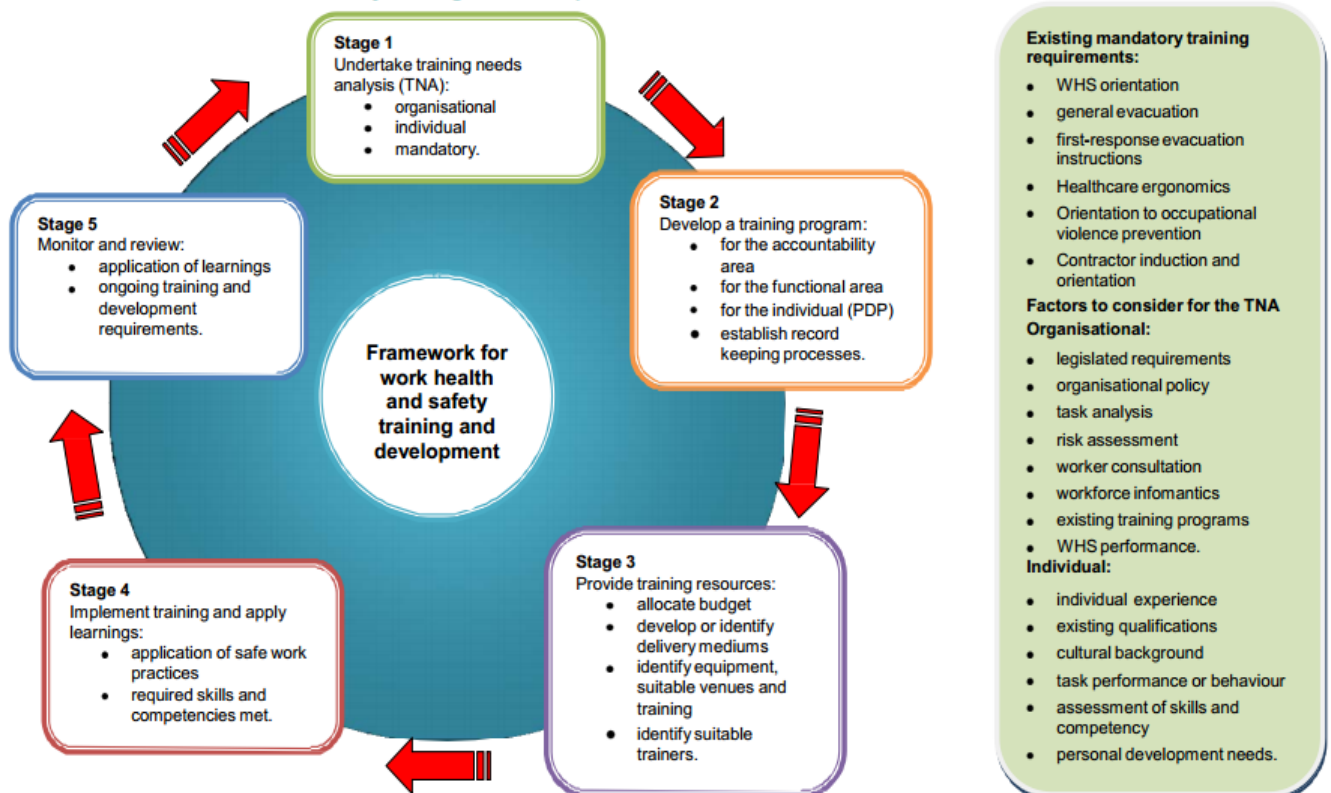 Stage 1
Undertake training needs
analysis (TNA):
• organisational
• individual
• mandatory.
Stage 2
Develop a training program:
• for the accountability
area
• for the functional area
• for the individual (PDP)
• establish record
keeping processes.
Stage 3
Provide training resources:
• allocate budget
• develop or identify
delivery mediums
• identify equipment,
suitable venues and
training
• identify suitable
trainers.
Stage 4
Implement training and apply
learnings:
• application of safe work
practices
• required skills and
competencies met.
Stage 5
Monitor and review:
• application of learnings
• ongoing training and
development
requirements.
Framework for
work health
and safety
training and
development
Existing mandatory training
requirements:
• WHS orientation
• general evacuation
• first-response evacuation
instructions
• Healthcare ergonomics
• Orientation to occupational
violence prevention
• Contractor induction and
orientation
Factors to consider for the TNA
Organisational:
• legislated requirements
• organisational policy
• task analysis
• risk assessment
• worker consultation
• workforce infomantics
• existing training programs
• WHS performance.
Individual:
• individual experience
• existing qualifications
• cultural background
• task performance or behaviour
• assessment of skills and
competency
• personal development needs.